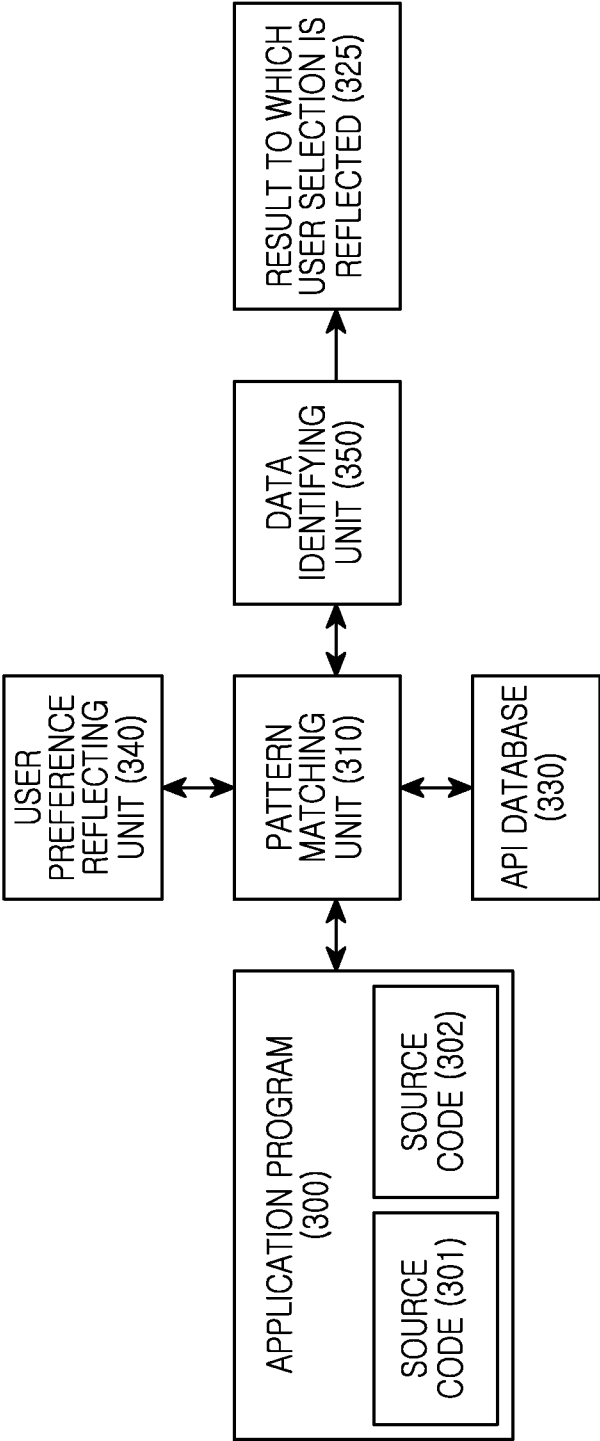 USER
PREFERENCE
REFLECTING
UNIT (340)
APPLICATION PROGRAM
(300)
SOURCE
CODE (301)
SOURCE
CODE (302)
PATTERN
MATCHING
UNIT (310)
DATA
IDENTIFYING
UNIT (350)
RESULT TO WHICH
USER SELECTION IS
REFLECTED (325)
API DATABASE
(330)